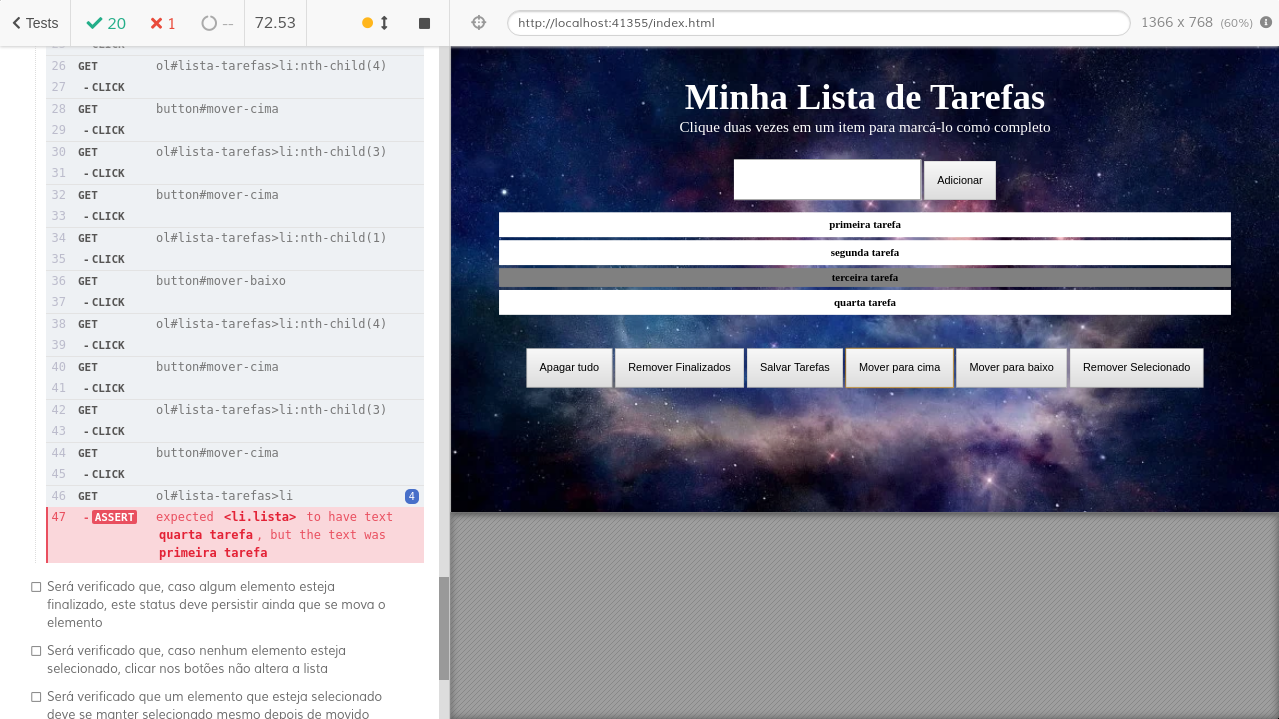 Tests 20 1 -- 72.53 http://localhost:41355/index.html 1366 x 768 (60%)
26 GET ol#lista-tarefas>li:nth-child(4)
27 - CLICK
28 GET button#mover-cima
29 - CLICK
30 GET ol#lista-tarefas>li:nth-child(3)
31 - CLICK
32 GET button#mover-cima
33 - CLICK
34 GET ol#lista-tarefas>li:nth-child(1)
35 - CLICK
36 GET button#mover-baixo
37 - CLICK
38 GET ol#lista-tarefas>li:nth-child(4)
39 - CLICK
40 GET button#mover-cima
41 - CLICK
42 GET ol#lista-tarefas>li:nth-child(3)
43 - CLICK
44 GET button#mover-cima
45 - CLICK
46 GET ol#lista-tarefas>li 4
47 - ASSERT expected <li.lista> to have text
quarta tarefa , but the text was
primeira tarefa
Será verificado que, caso algum elemento esteja
finalizado, este status deve persistir ainda que se mova o
elemento
Será verificado que, caso nenhum elemento esteja
selecionado, clicar nos botões não altera a lista
Será verificado que um elemento que esteja selecionado
deve se manter selecionado mesmo depois de movido
Minha Lista de Tarefas
Clique duas vezes em um item para marcá-lo como completo
Adicionar
primeira tarefa
segunda tarefa
terceira tarefa
quarta tarefa
Apagar tudo Remover Finalizados Salvar Tarefas Mover para cima Mover para baixo Remover Selecionado